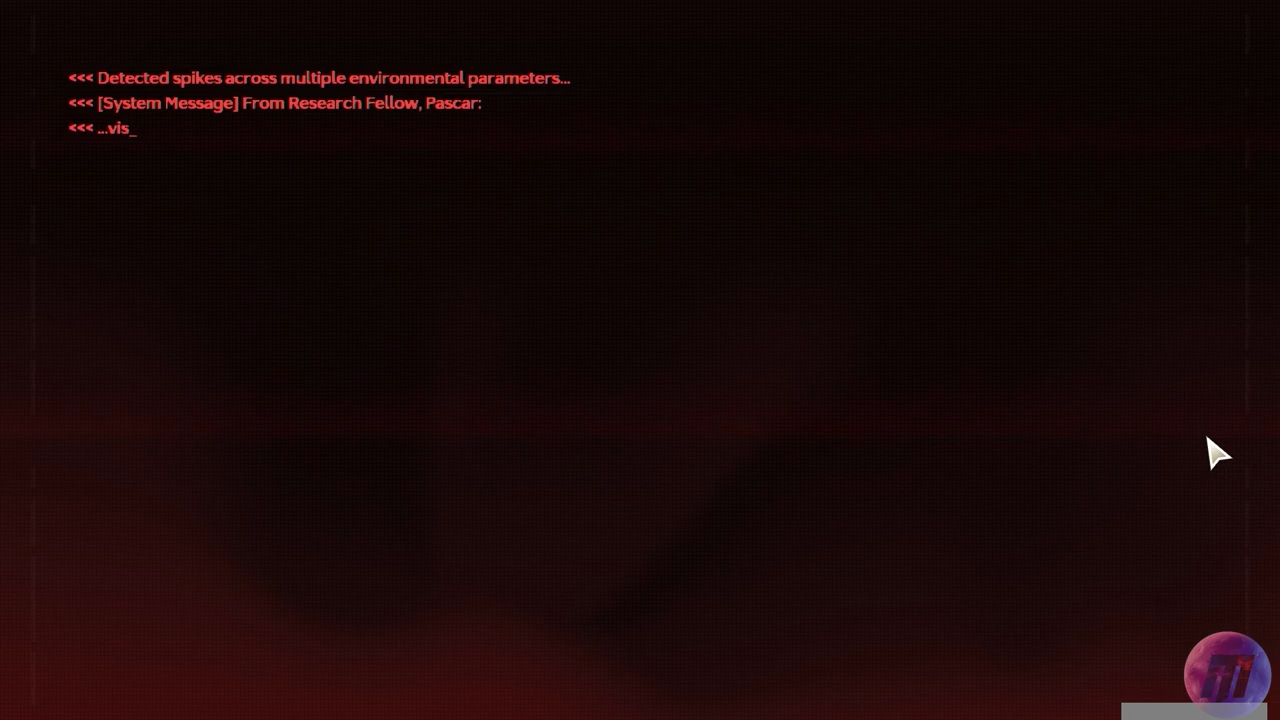 <<< Detected spikes across multiple environmental parameters...
<<< [System Message] From Research Fellow, Pascar:
<<< ...vis_